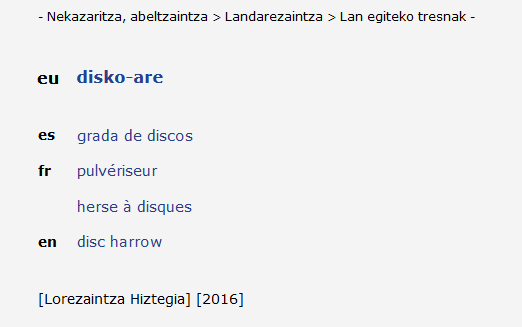 - Nekazaritza, abeltzaintza > Landarezaintza > Lan egiteko tresnak -
eu disko-are
es grada de discos
fr pulvériseur
herse à disques
en disc harrow
[Lorezaintza Hiztegia] [2016]